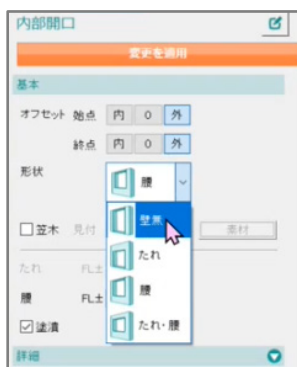 内部開口
変更を適用
基本
オフセット 始点 内 0 外
終点 内 0 外
形状 腰
壁無
たれ
腰
たれ・腰
笠木 見付 素材
たれ FL±
腰 FL±
塗潰
詳細